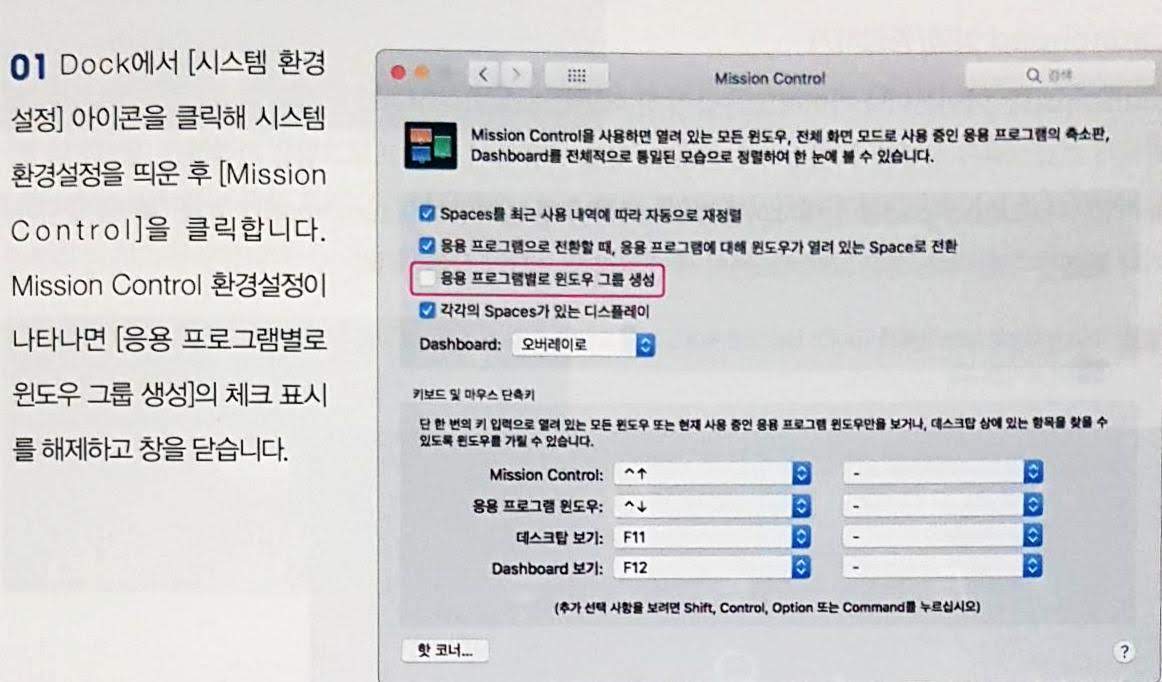 01 Dock에서 [시스템 환경
설정] 아이콘을 클릭해 시스템
환경설정을 띄운 후 [Mission
Control]을 클릭합니다.
Mission Control 환경설정이
나타나면 [응용 프로그램별로
윈도우 그룹 생성]의 체크 표시
를 해제하고 창을 닫습니다.
Mission Control
검색
Mission Control을 사용하면 열려 있는 모든 윈도우, 전체 화면 모드로 사용 중인 응용 프로그램의 축소판,
Dashboard를 전체적으로 통일된 모습으로 정렬하여 한 눈에 볼 수 있습니다.
Spaces를 최근 사용 내역에 따라 자동으로 재정렬
응용 프로그램으로 전환할 때, 응용 프로그램에 대해 윈도우가 열려 있는 Space로 전환
응용 프로그램별로 윈도우 그룹 생성
각각의 Spaces가 있는 디스플레이
Dashboard: 오버레이로
키보드 및 마우스 단축키
단 한 번의 키 입력으로 열려 있는 모든 윈도우 또는 현재 사용 중인 응용 프로그램 윈도우만을 보거나, 데스크탑 상에 있는 항목을 찾을 수
있도록 윈도우를 가릴 수 있습니다.
Mission Control: ^↑ -
응용 프로그램 윈도우: ^↓ -
데스크탑 보기: F11 -
Dashboard 보기: F12 -
(추가 선택 사항을 보려면 Shift, Control, Option 또는 Command를 누르십시오)
핫 코너... ?